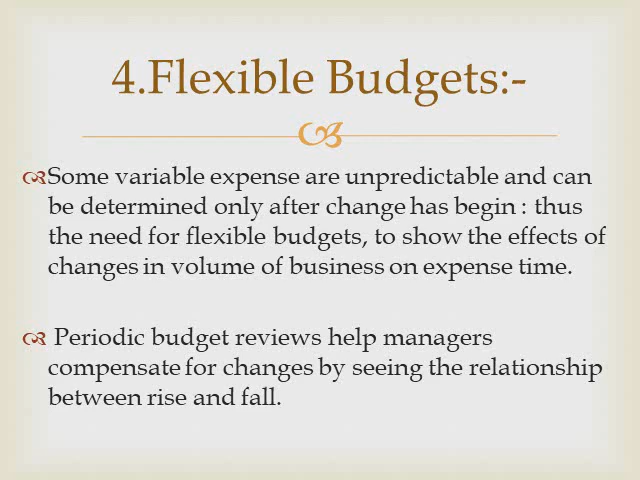 4.Flexible Budgets:-
Some variable expense are unpredictable and can
be determined only after change has begin : thus
the need for flexible budgets, to show the effects of
changes in volume of business on expense time.
Periodic budget reviews help managers
compensate for changes by seeing the relationship
between rise and fall.